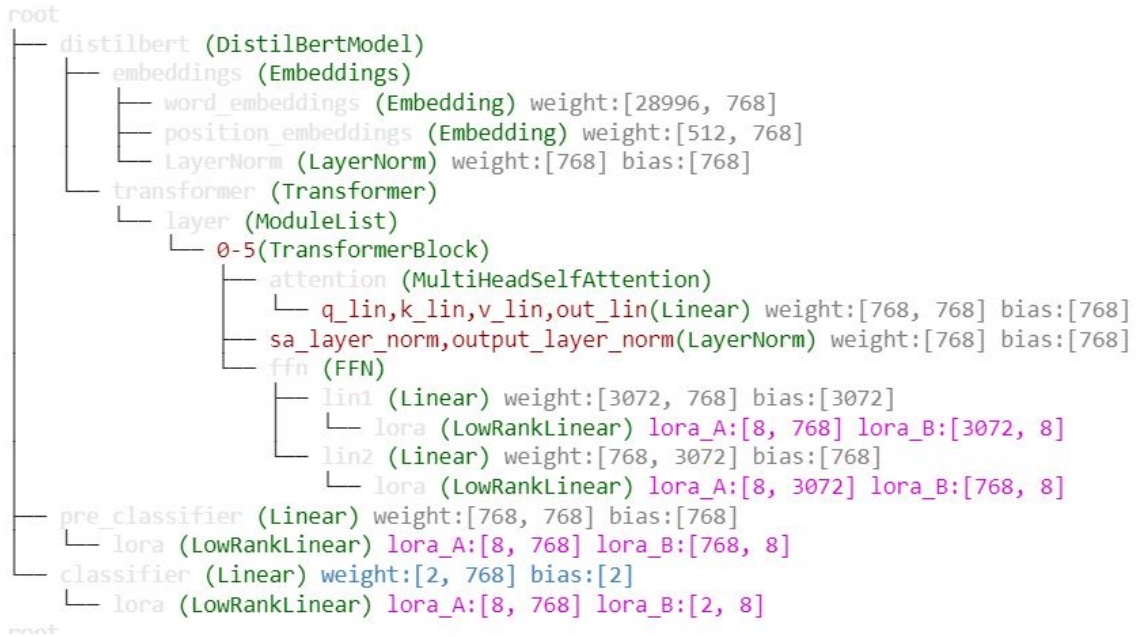 root
├── distilbert (DistilBertModel)
│   ├── embeddings (Embeddings)
│   │   ├── word_embeddings (Embedding) weight:[28996, 768]
│   │   ├── position_embeddings (Embedding) weight:[512, 768]
│   │   └── LayerNorm (LayerNorm) weight:[768] bias:[768]
│   └── transformer (Transformer)
│       └── layer (ModuleList)
│           └── 0-5(TransformerBlock)
│               ├── attention (MultiHeadSelfAttention)
│               │   └── q_lin,k_lin,v_lin,out_lin(Linear) weight:[768, 768] bias:[768]
│               ├── sa_layer_norm,output_layer_norm(LayerNorm) weight:[768] bias:[768]
│               └── ffn (FFN)
│                   ├── lin1 (Linear) weight:[3072, 768] bias:[3072]
│                   │   └── lora (LowRankLinear) lora_A:[8, 768] lora_B:[3072, 8]
│                   └── lin2 (Linear) weight:[768, 3072] bias:[768]
│                       └── lora (LowRankLinear) lora_A:[8, 3072] lora_B:[768, 8]
├── pre_classifier (Linear) weight:[768, 768] bias:[768]
│   └── lora (LowRankLinear) lora_A:[8, 768] lora_B:[768, 8]
└── classifier (Linear) weight:[2, 768] bias:[2]
    └── lora (LowRankLinear) lora_A:[8, 768] lora_B:[2, 8]
root